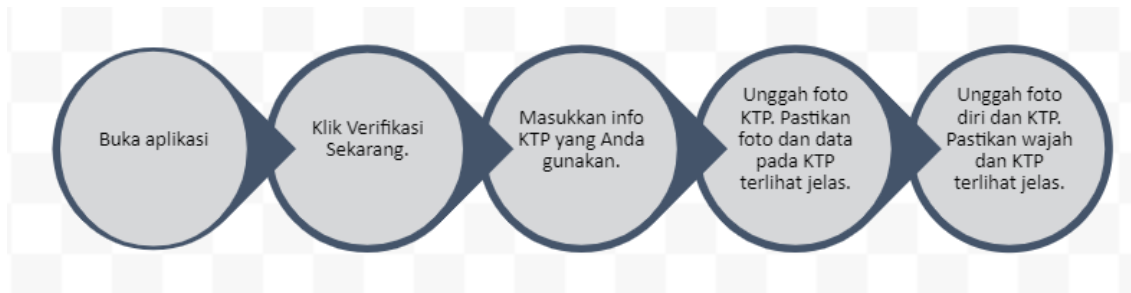 Buka aplikasi
Klik Verifikasi
Sekarang.
Masukkan info
KTP yang Anda
gunakan.
Unggah foto
KTP. Pastikan
foto dan data
pada KTP
terlihat jelas.
Unggah foto
diri dan KTP.
Pastikan wajah
dan KTP
terlihat jelas.